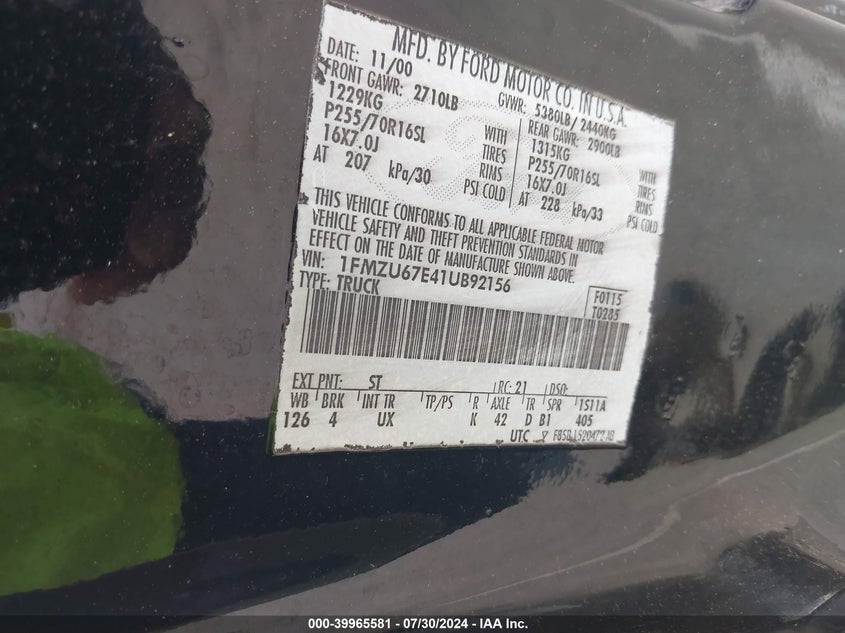 MFD. BY FORD MOTOR CO. IN U.S.A.
DATE: 11/00 GVWR: 5380LB / 2440KG
FRONT GAWR: 2710LB REAR GAWR: 2900LB
1229KG WITH 1315KG WITH
P255/70R16SL TIRES P255/70R16SL TIRES
16X7.0J RIMS 16X7.0J RIMS
AT 207 kPa/30 PSI COLD AT 228 kPa/33 PSI COLD
THIS VEHICLE CONFORMS TO ALL APPLICABLE FEDERAL MOTOR
VEHICLE SAFETY AND THEFT PREVENTION STANDARDS IN
EFFECT ON THE DATE OF MANUFACTURE SHOWN ABOVE.
VIN: 1FMZU67E41UB92156
TYPE: TRUCK
F0115
T0285
EXT PNT: ST RC: 21 DSO:
WB BRK INT TR TP/PS R AXLE TR SPR 1S11A
126 4 UX K 42 D B1 405
UTC
000-39965581 / 07/30/2024 - IAA Inc.